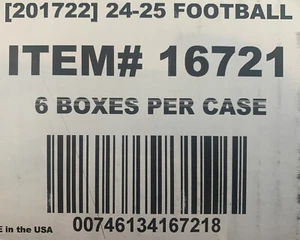 [201722] 24-25 FOOTBALL
ITEM# 16721
6 BOXES PER CASE
E in the USA
00746134167218